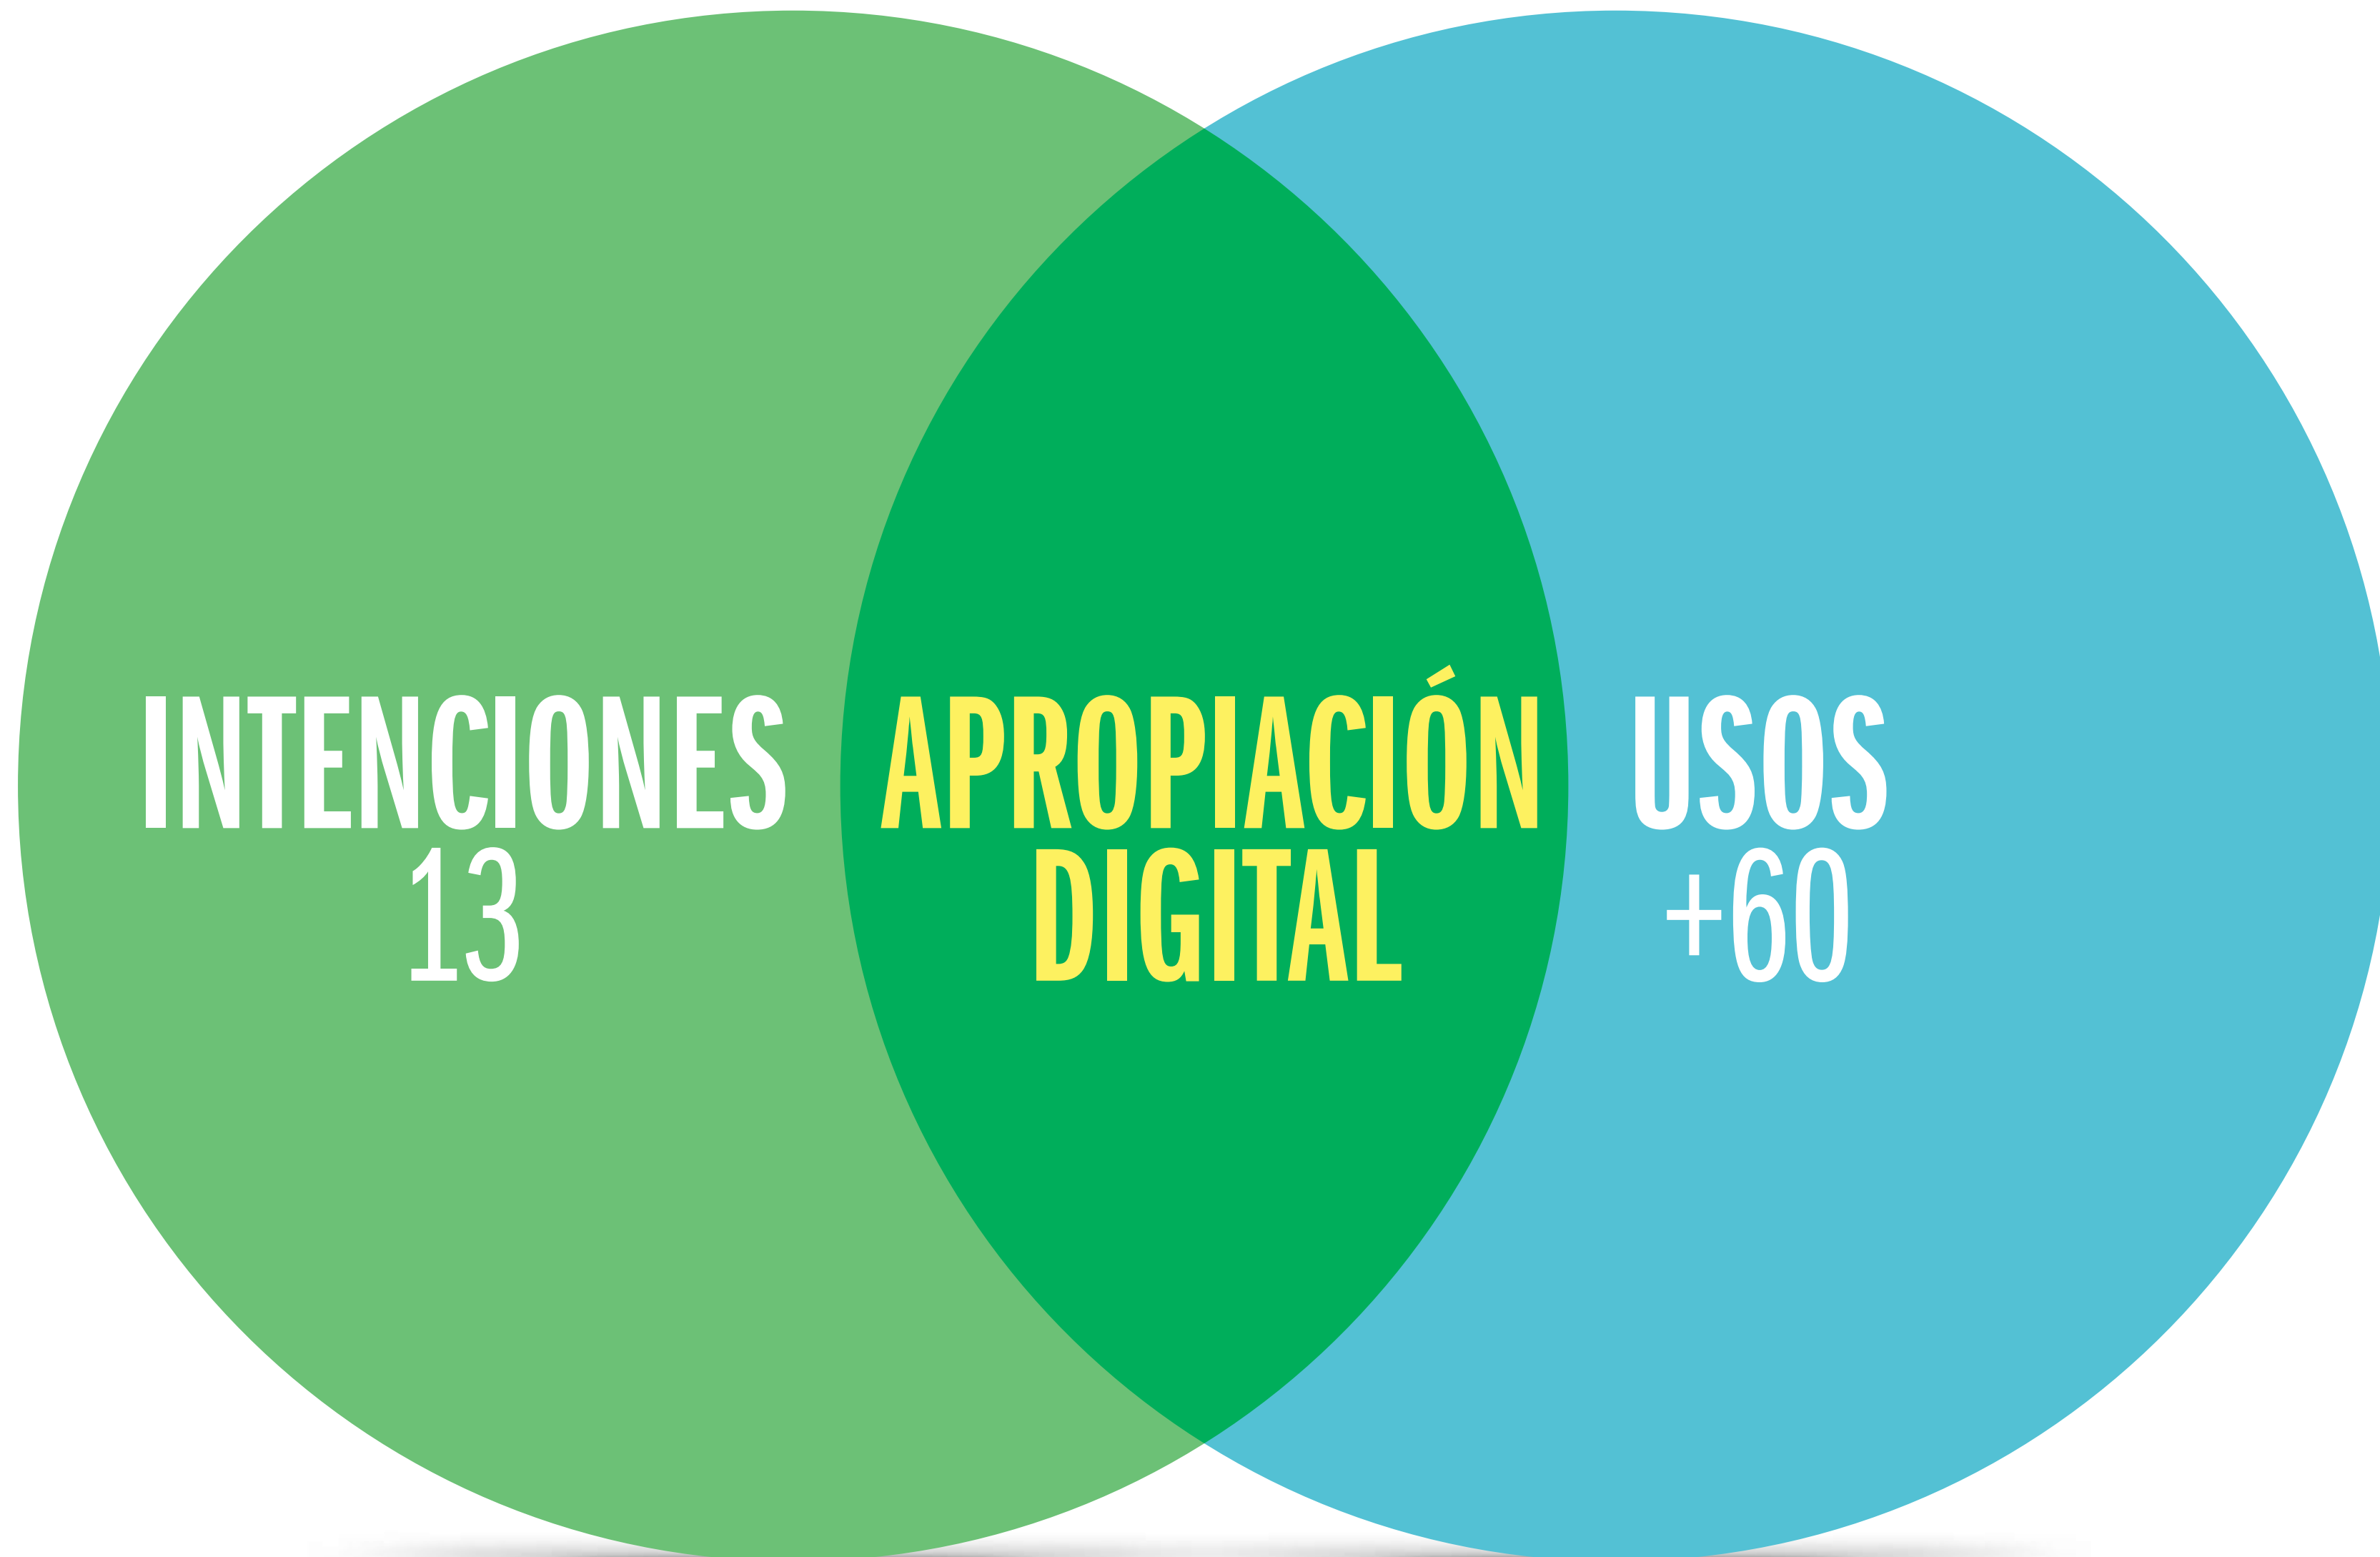 INTENCIONES
13
APROPIACIÓN
DIGITAL
USOS
+60